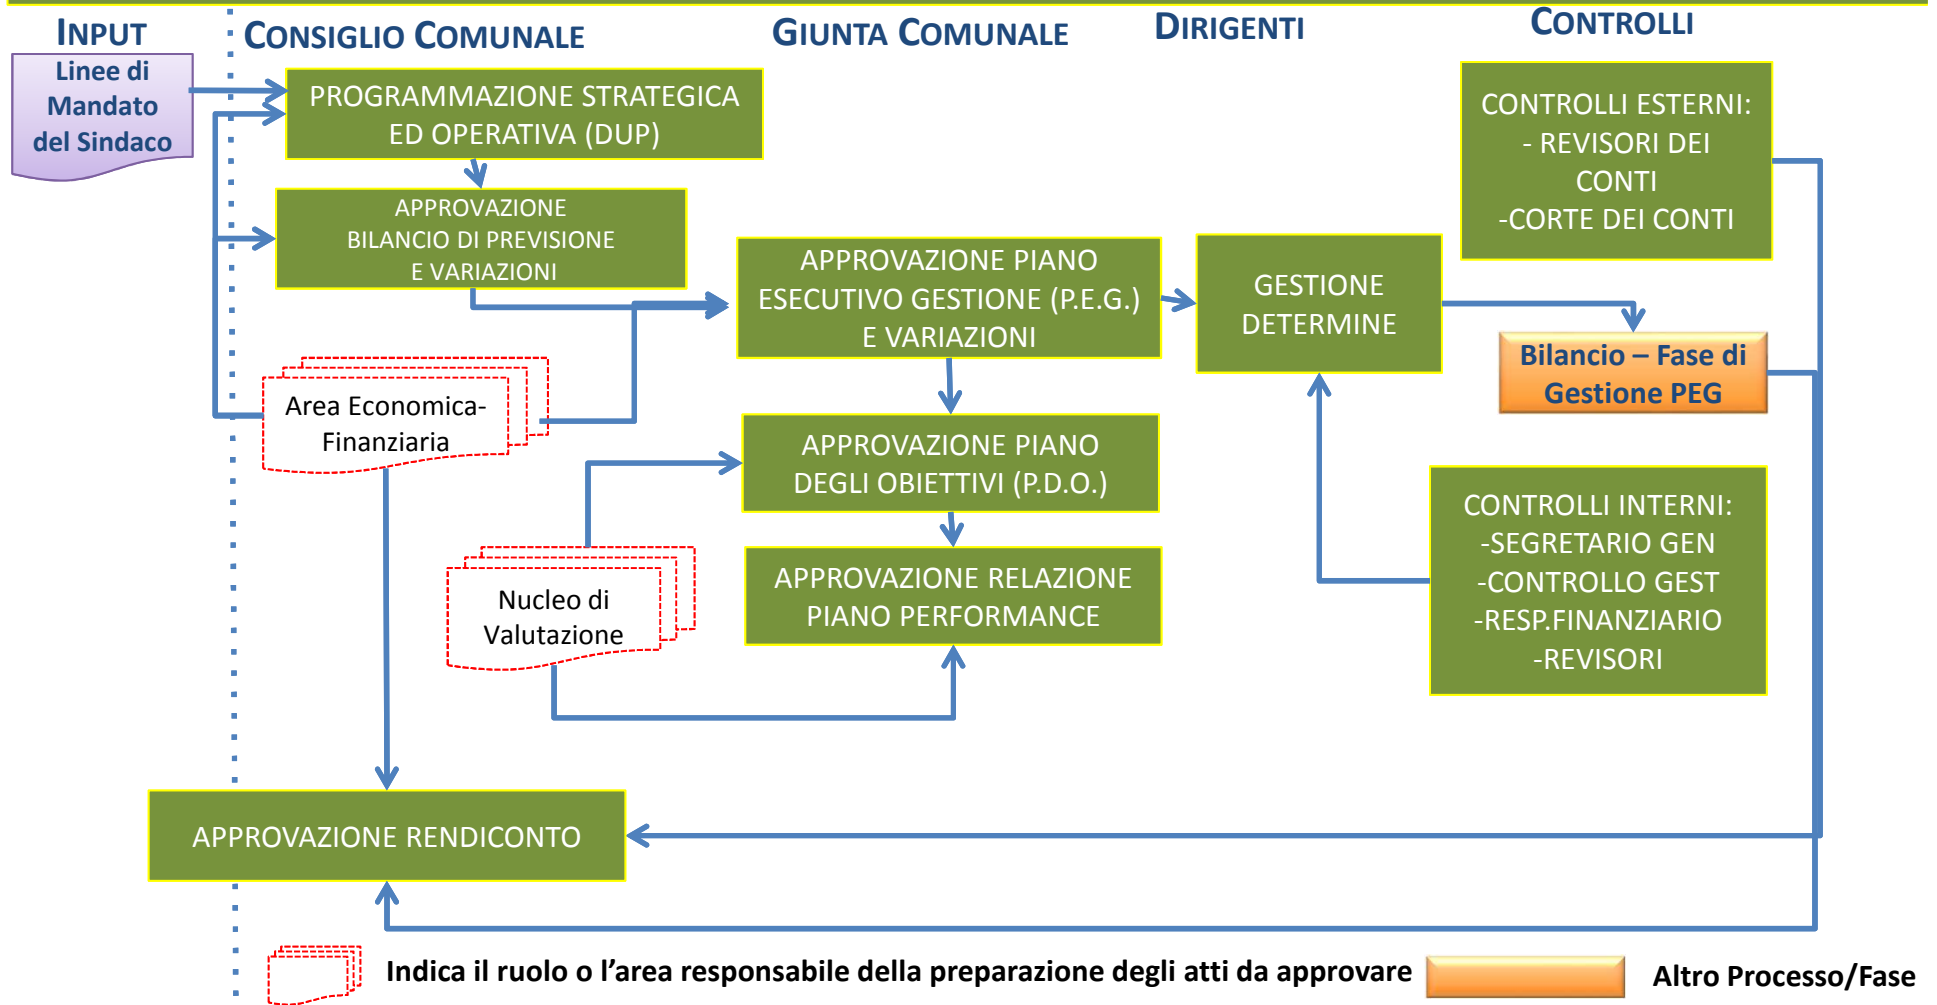 INPUT
CONSIGLIO COMUNALE
GIUNTA COMUNALE
DIRIGENTI
CONTROLLI
Linee di
Mandato
del Sindaco
PROGRAMMAZIONE STRATEGICA
ED OPERATIVA (DUP)
APPROVAZIONE
BILANCIO DI PREVISIONE
E VARIAZIONI
APPROVAZIONE PIANO
ESECUTIVO GESTIONE (P.E.G.)
E VARIAZIONI
GESTIONE
DETERMINE
CONTROLLI ESTERNI:
- REVISORI DEI
CONTI
-CORTE DEI CONTI
Bilancio – Fase di
Gestione PEG
Area Economica-
Finanziaria
APPROVAZIONE PIANO
DEGLI OBIETTIVI (P.D.O.)
CONTROLLI INTERNI:
-SEGRETARIO GEN
-CONTROLLO GEST
-RESP.FINANZIARIO
-REVISORI
Nucleo di
Valutazione
APPROVAZIONE RELAZIONE
PIANO PERFORMANCE
APPROVAZIONE RENDICONTO
Indica il ruolo o l’area responsabile della preparazione degli atti da approvare
Altro Processo/Fase